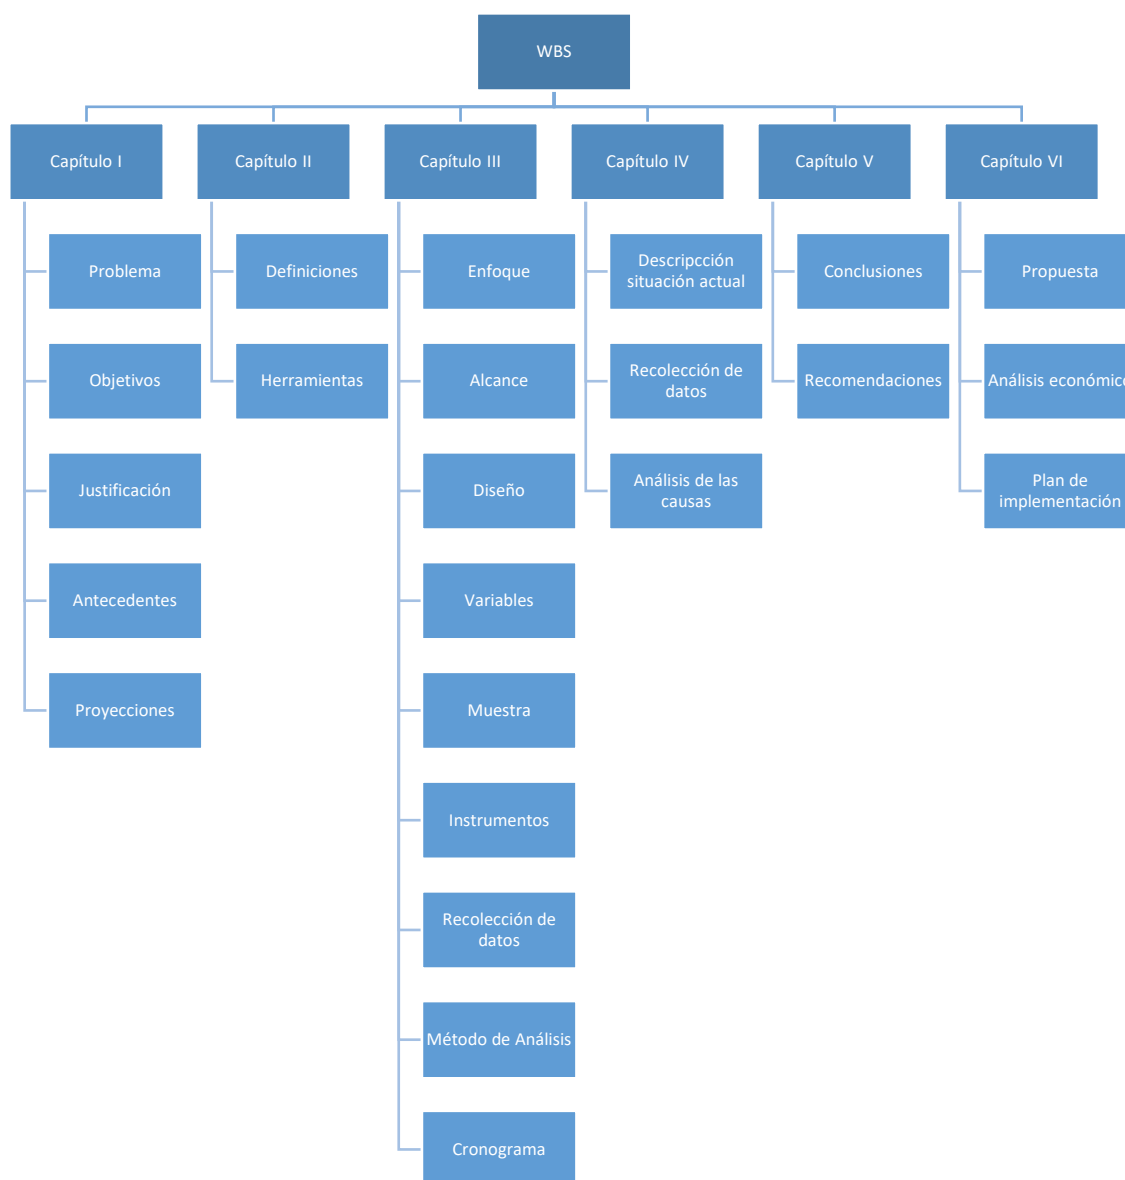 WBS
Capítulo I
Problema
Objetivos
Justificación
Antecedentes
Proyecciones
Capítulo II
Definiciones
Herramientas
Capítulo III
Enfoque
Alcance
Diseño
Variables
Muestra
Instrumentos
Recolección de
datos
Método de Análisis
Cronograma
Capítulo IV
Descripcción
situación actual
Recolección de
datos
Análisis de las
causas
Capítulo V
Conclusiones
Recomendaciones
Capítulo VI
Propuesta
Análisis económico
Plan de
implementación